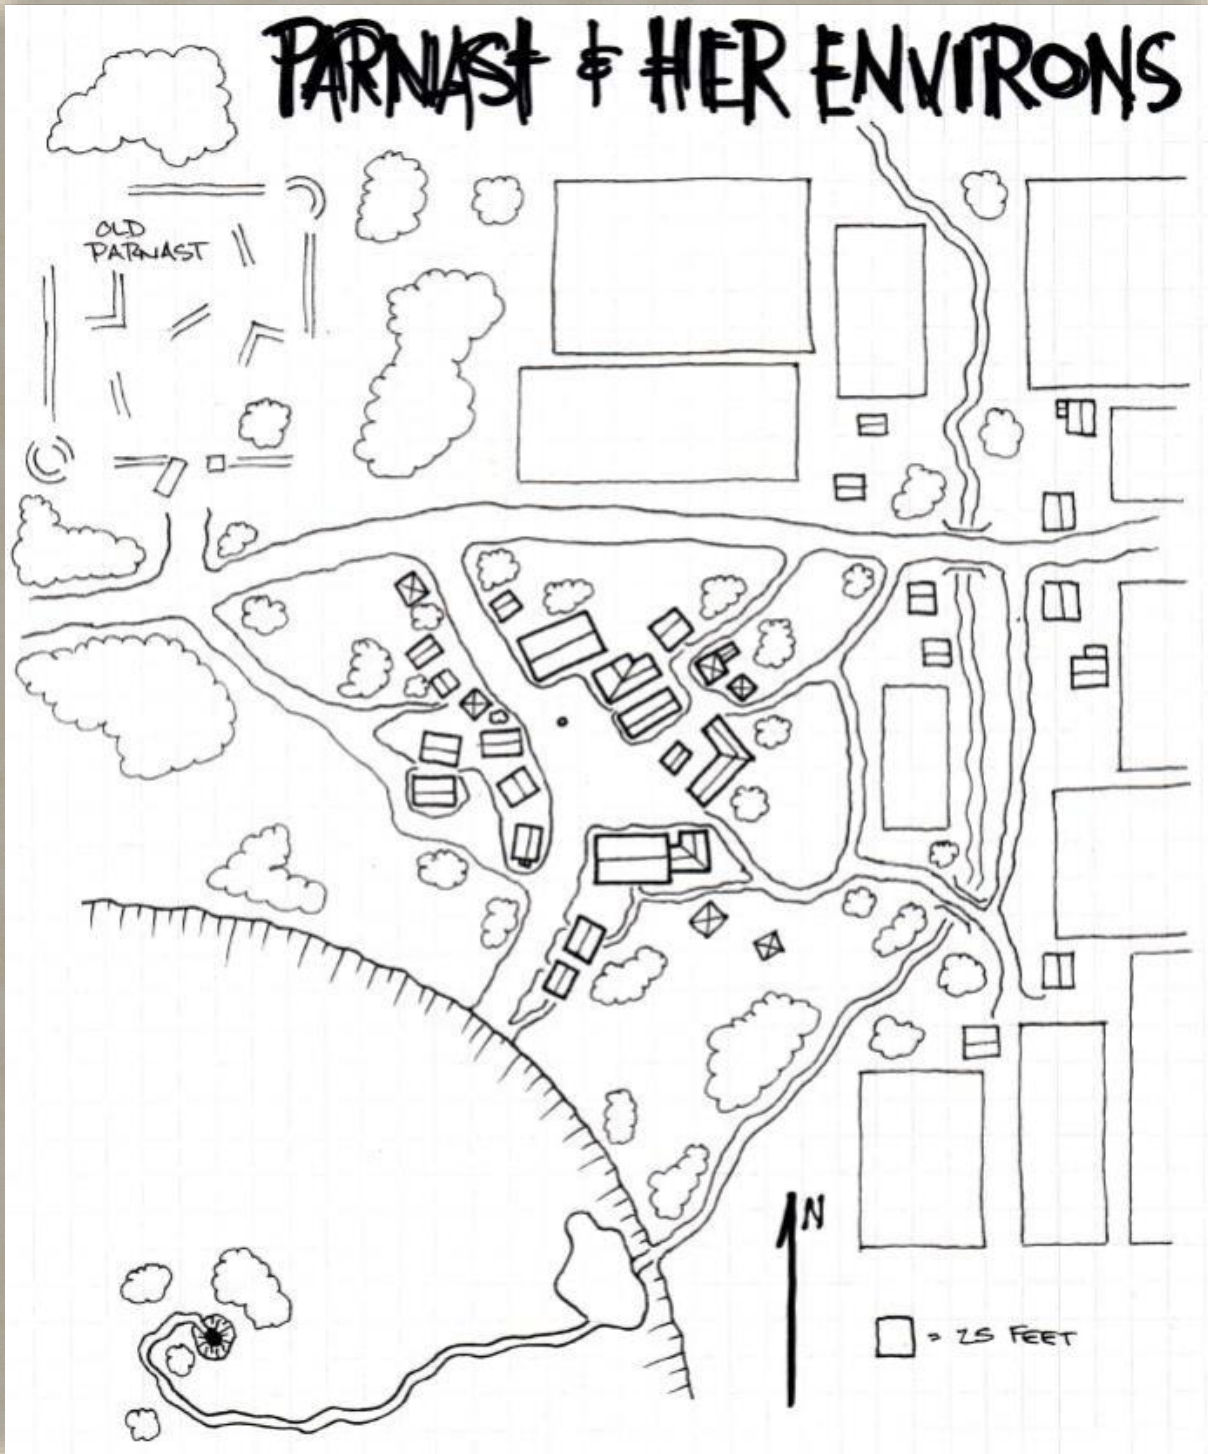 PARNAST & HER ENVIRONS
OLD
PARNAST
N
= 25 FEET